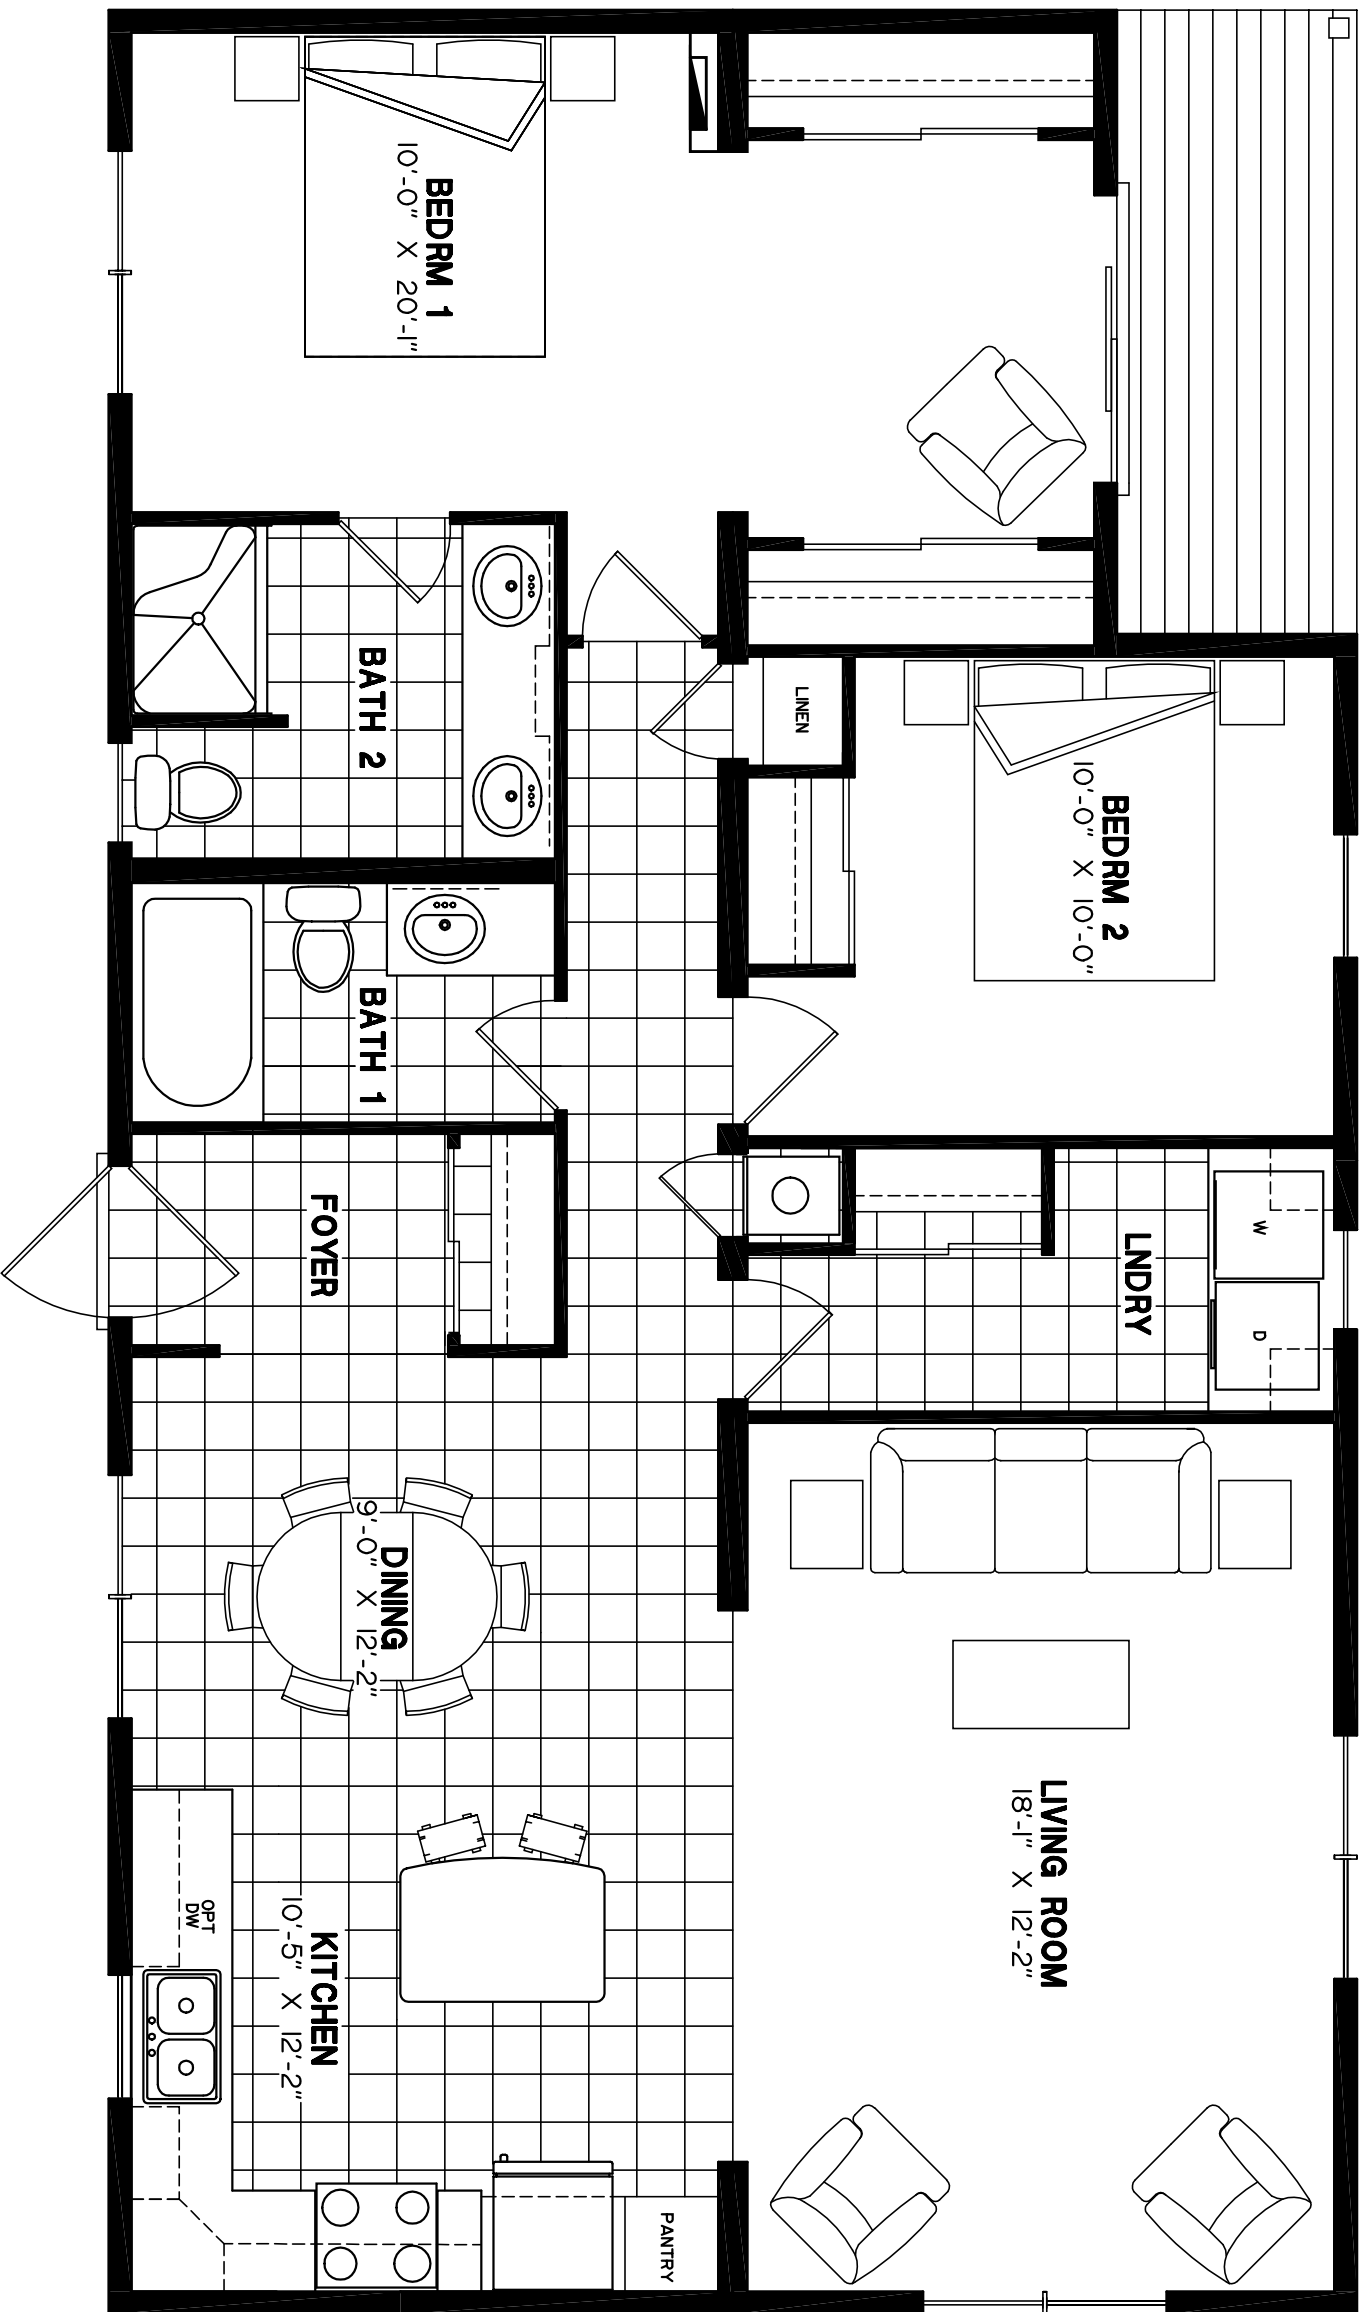 BEDRM 1
10'-0" X 20'-1"
BEDRM 2
10'-0" X 10'-0"
LINEN
BATH 2
BATH 1
FOYER
LNDRY
W
D
DINING
9'-0" X 12'-2"
LIVING ROOM
18'-1" X 12'-2"
KITCHEN
10'-5" X 12'-2"
OPT
DW
PANTRY